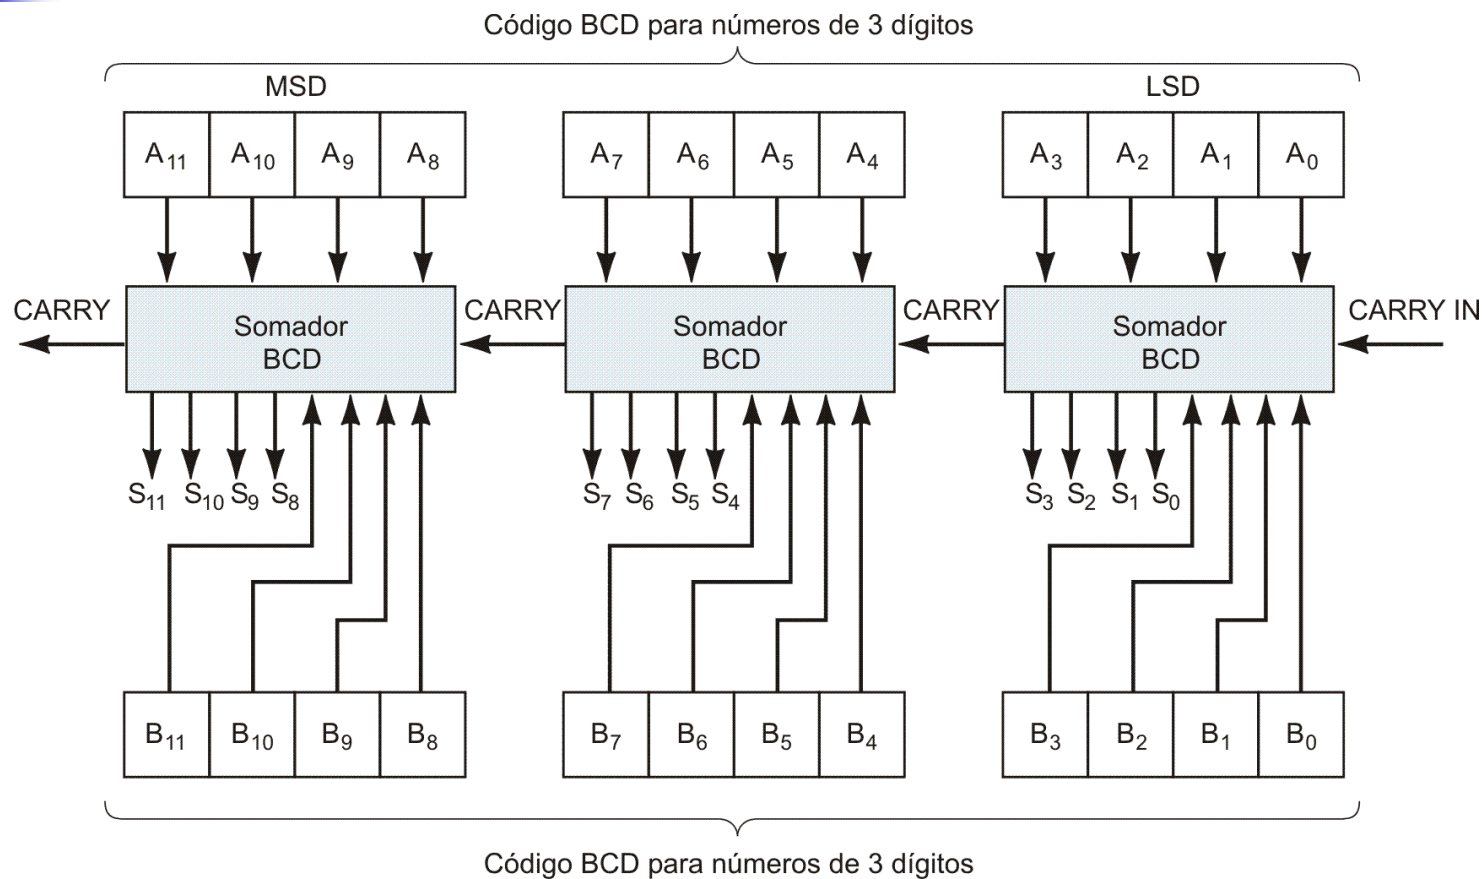 Código BCD para números de 3 dígitos
MSD LSD
A11 A10 A9 A8 A7 A6 A5 A4 A3 A2 A1 A0
CARRY Somador BCD CARRY Somador BCD CARRY Somador BCD CARRY IN
S11 S10 S9 S8 S7 S6 S5 S4 S3 S2 S1 S0
B11 B10 B9 B8 B7 B6 B5 B4 B3 B2 B1 B0
Código BCD para números de 3 dígitos